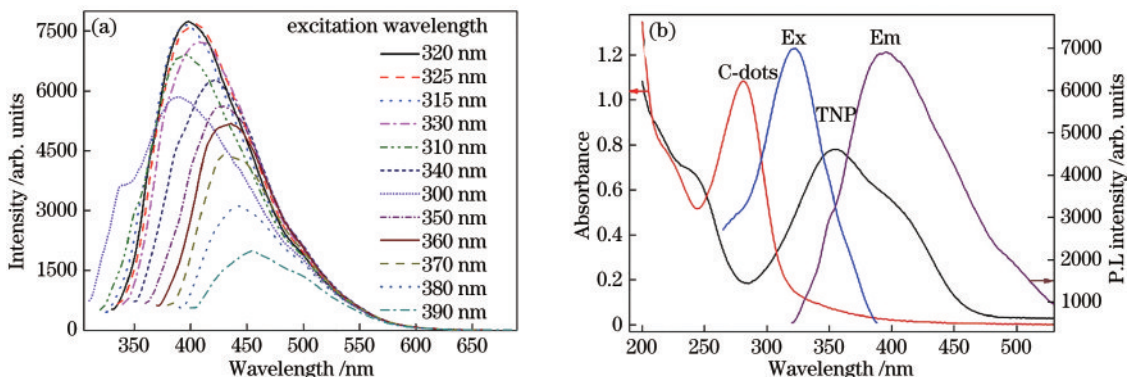 (a)
excitation wavelength
320 nm
325 nm
315 nm
330 nm
310 nm
340 nm
300 nm
350 nm
360 nm
370 nm
380 nm
390 nm
Intensity /arb. units
7500
6000
4500
3000
1500
0
350 400 450 500 550 600 650
Wavelength /nm
(b)
Ex
Em
C-dots
TNP
Absorbance
1.2
1.0
0.8
0.6
0.4
0.2
0
P.L intensity /arb. units
7000
6000
5000
4000
3000
2000
1000
200 250 300 350 400 450 500
Wavelength /nm